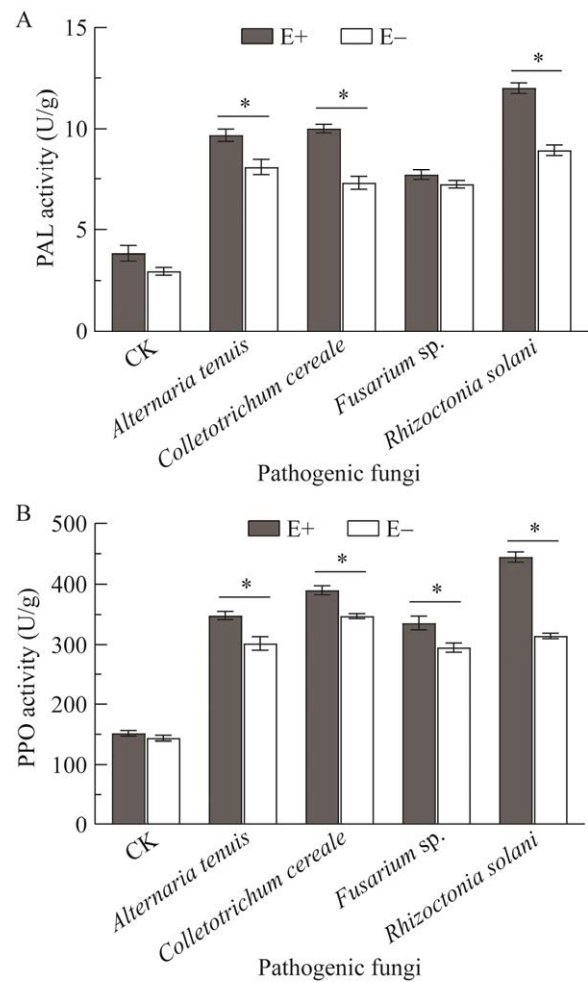 A
E+
E−
PAL activity (U/g)
15
10
5
0
*
*
*
CK
Alternaria tenuis
Colletotrichum cereale
Fusarium sp.
Rhizoctonia solani
Pathogenic fungi
B
E+
E−
PPO activity (U/g)
500
400
300
200
100
0
*
*
*
*
CK
Alternaria tenuis
Colletotrichum cereale
Fusarium sp.
Rhizoctonia solani
Pathogenic fungi